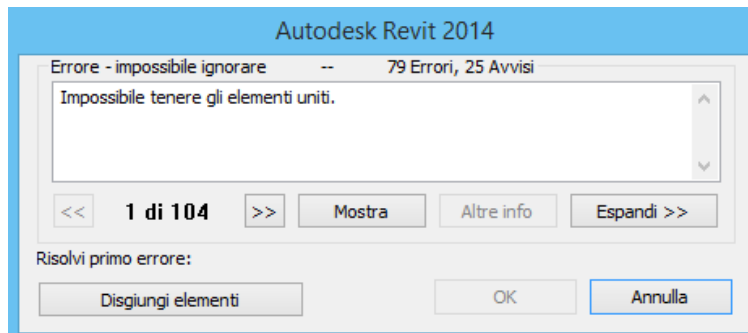 Autodesk Revit 2014
Errore - impossibile ignorare -- 79 Errori, 25 Avvisi
Impossibile tenere gli elementi uniti.
<< 1 di 104 >> Mostra Altre info Espandi >>
Risolvi primo errore:
Disgiungi elementi OK Annulla